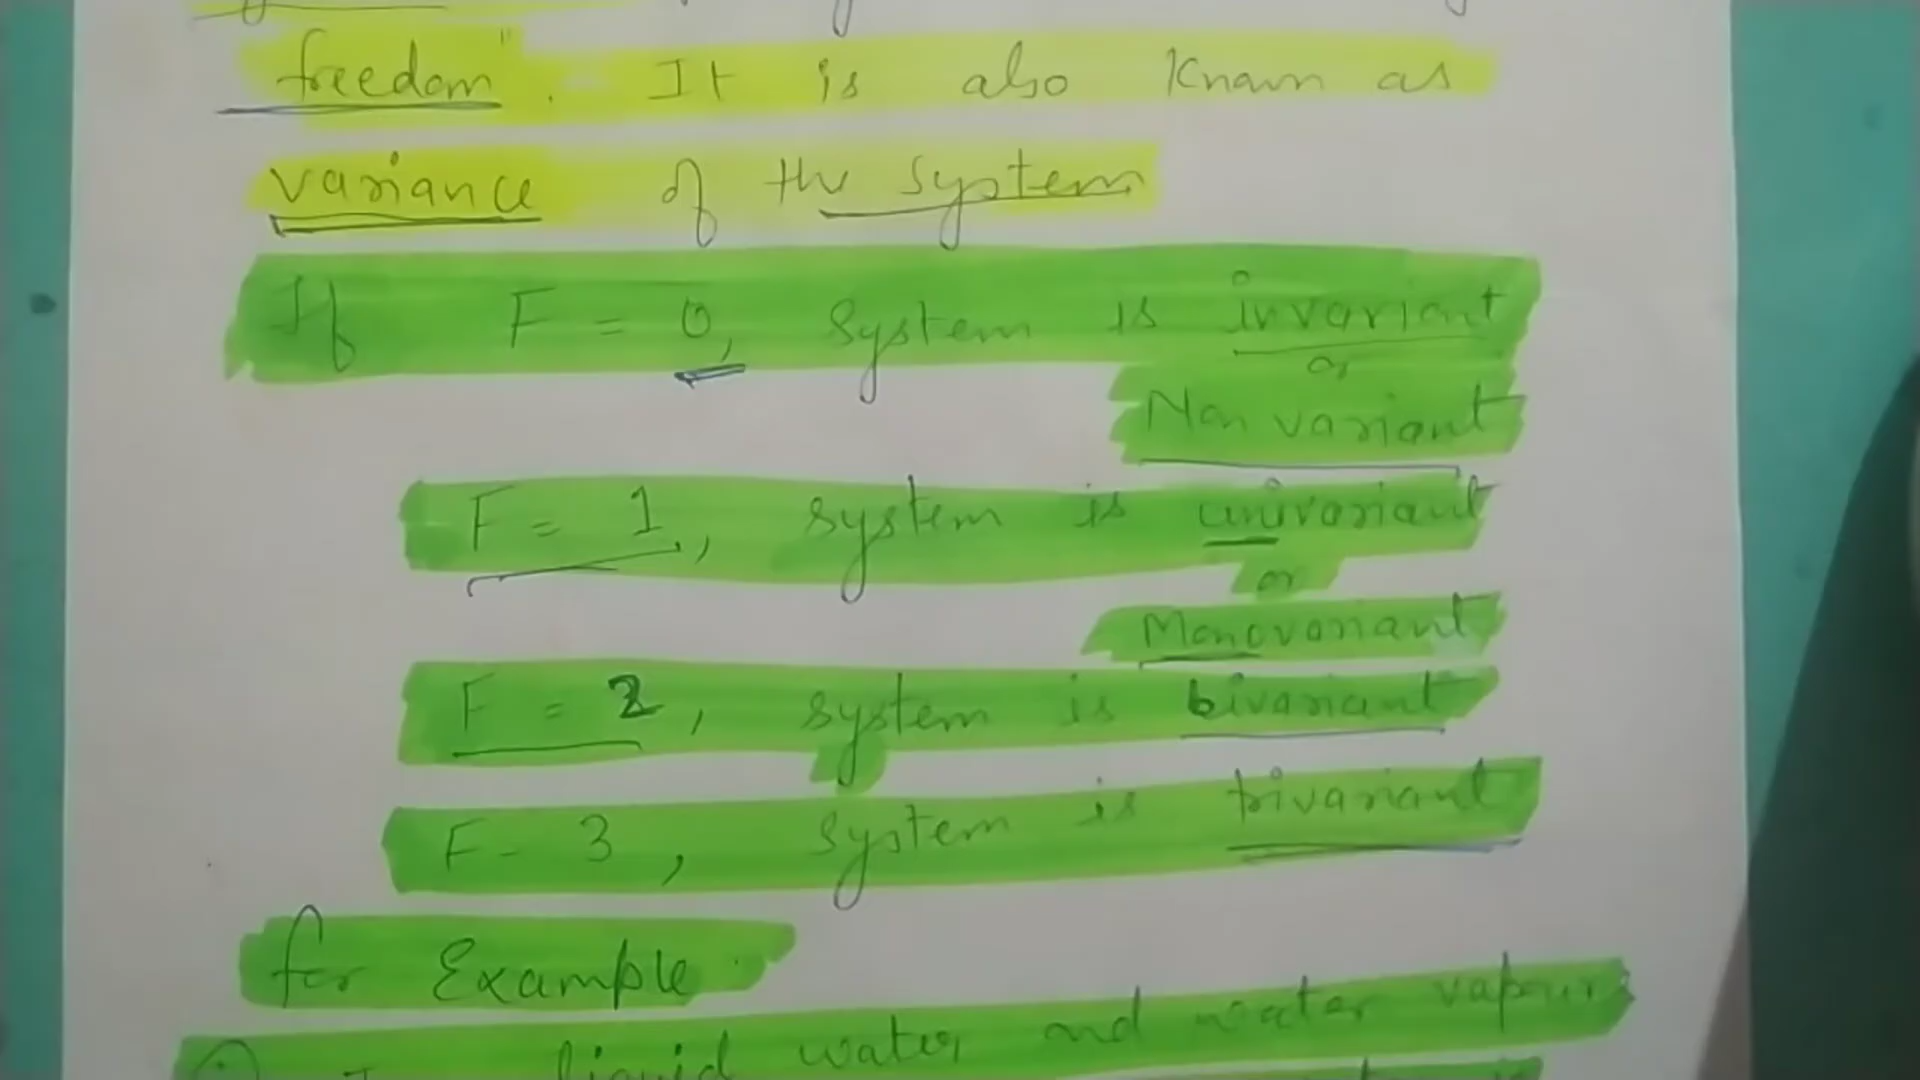 freedom". It is also known as
variance of the system
If F = 0, system is invariant
or
Non variant
F = 1, system is univariant
or
Monovariant
F = 2, system is bivariant
F - 3, system is trivariant
for Example.
liquid water and water vapour